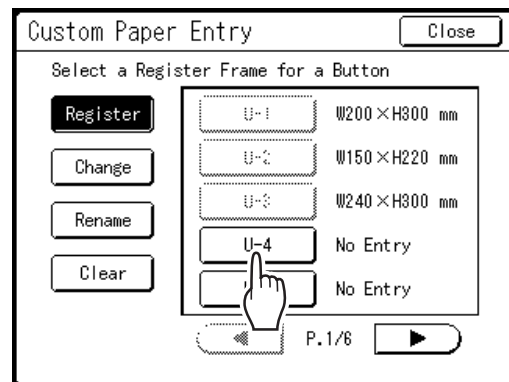 Custom Paper Entry Close
Select a Register Frame for a Button
Register U-1 W200×H300 mm
Change U-2 W150×H220 mm
Rename U-3 W240×H300 mm
U-4 No Entry
Clear No Entry
P.1/6